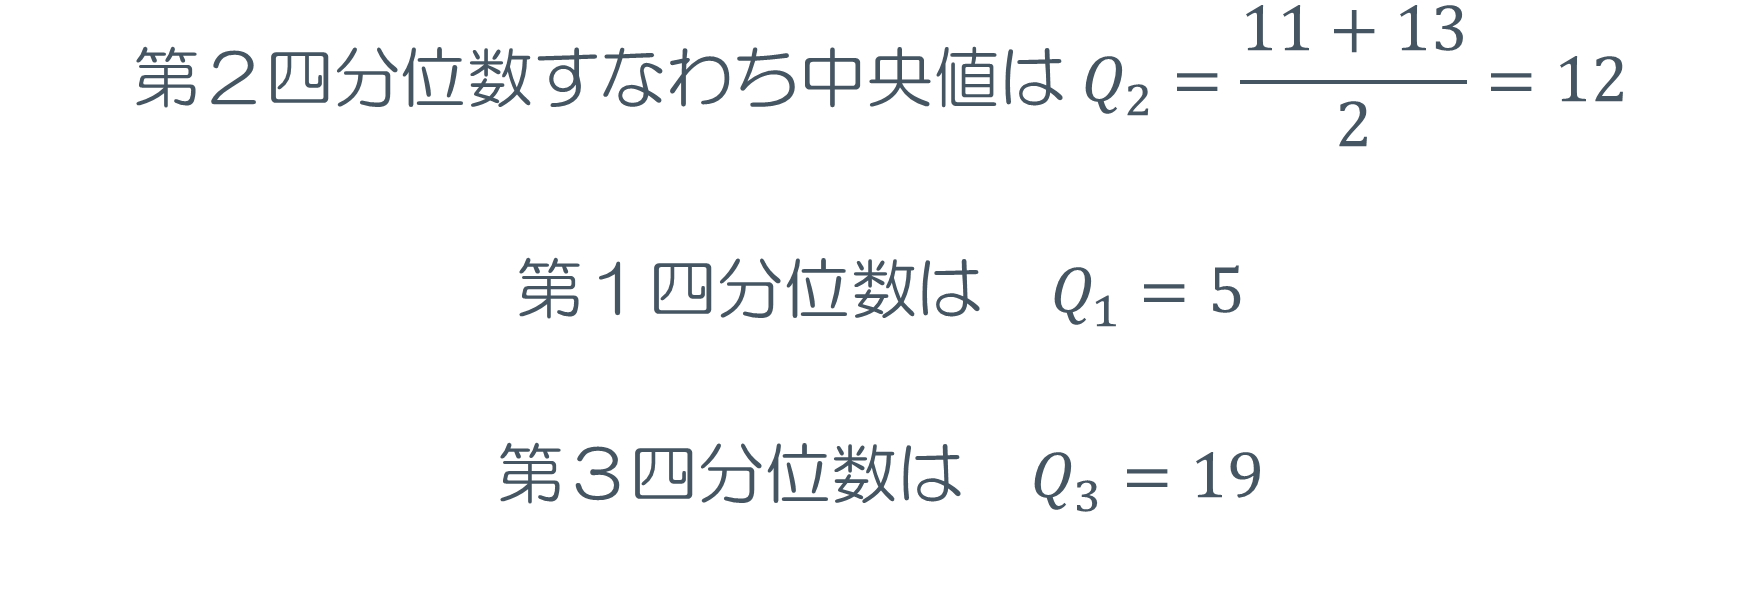 第２四分位数すなわち中央値は Q₂ = (11 + 13)/2 = 12
第１四分位数は　Q₁ = 5
第３四分位数は　Q₃ = 19